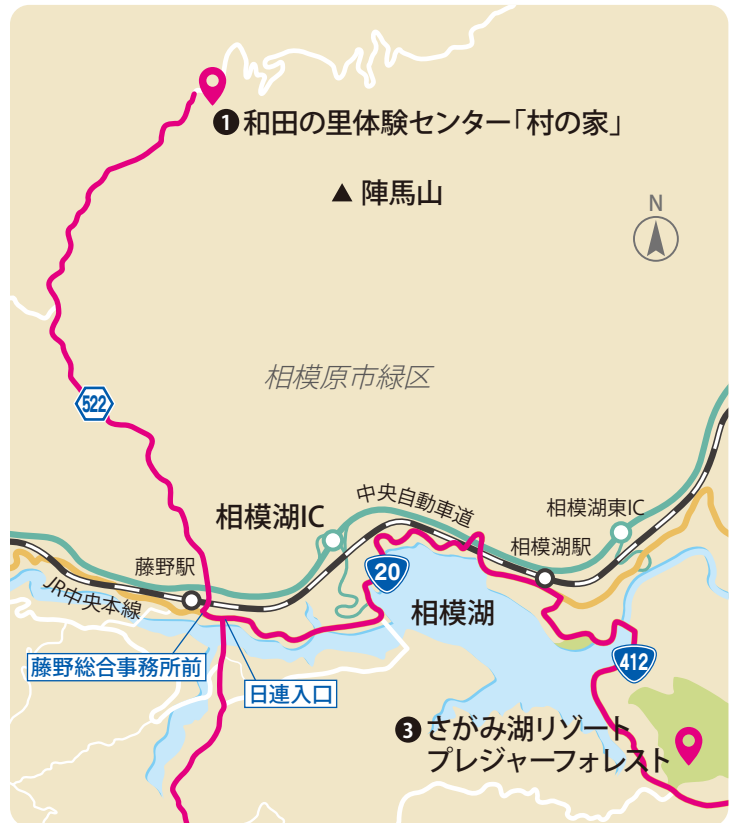 ❶和田の里体験センター「村の家」
▲ 陣馬山
N
相模原市緑区
522
中央自動車道
相模湖IC
相模湖東IC
藤野駅
相模湖駅
20
JR中央本線
相模湖
藤野総合事務所前
412
日連入口
❸さがみ湖リゾート
プレジャーフォレスト